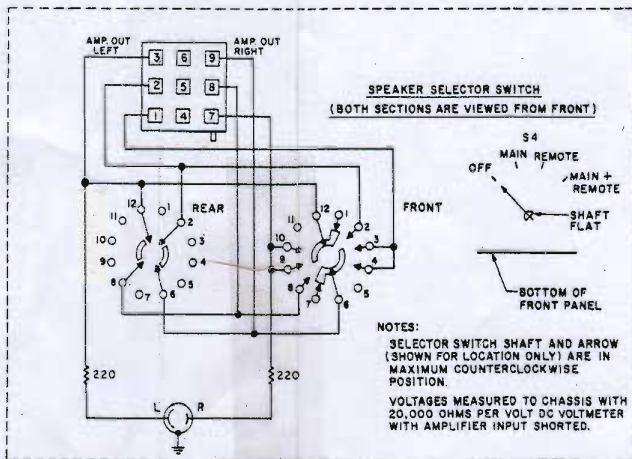 AMP. OUT
LEFT
AMP. OUT
RIGHT
3 6 9
2 5 8
1 4 7
SPEAKER SELECTOR SWITCH
(BOTH SECTIONS ARE VIEWED FROM FRONT)
S4
MAIN REMOTE
OFF
MAIN +
REMOTE
SHAFT
FLAT
BOTTOM OF
FRONT PANEL
REAR
12
1
2
3
4
5
6
7
8
9
10
11
FRONT
12
1
2
3
4
5
6
7
8
9
10
11
220
220
L R
NOTES:
SELECTOR SWITCH SHAFT AND ARROW
(SHOWN FOR LOCATION ONLY) ARE IN
MAXIMUM COUNTERCLOCKWISE
POSITION.
VOLTAGES MEASURED TO CHASSIS WITH
20,000 OHMS PER VOLT DC VOLTMETER
WITH AMPLIFIER INPUT SHORTED.